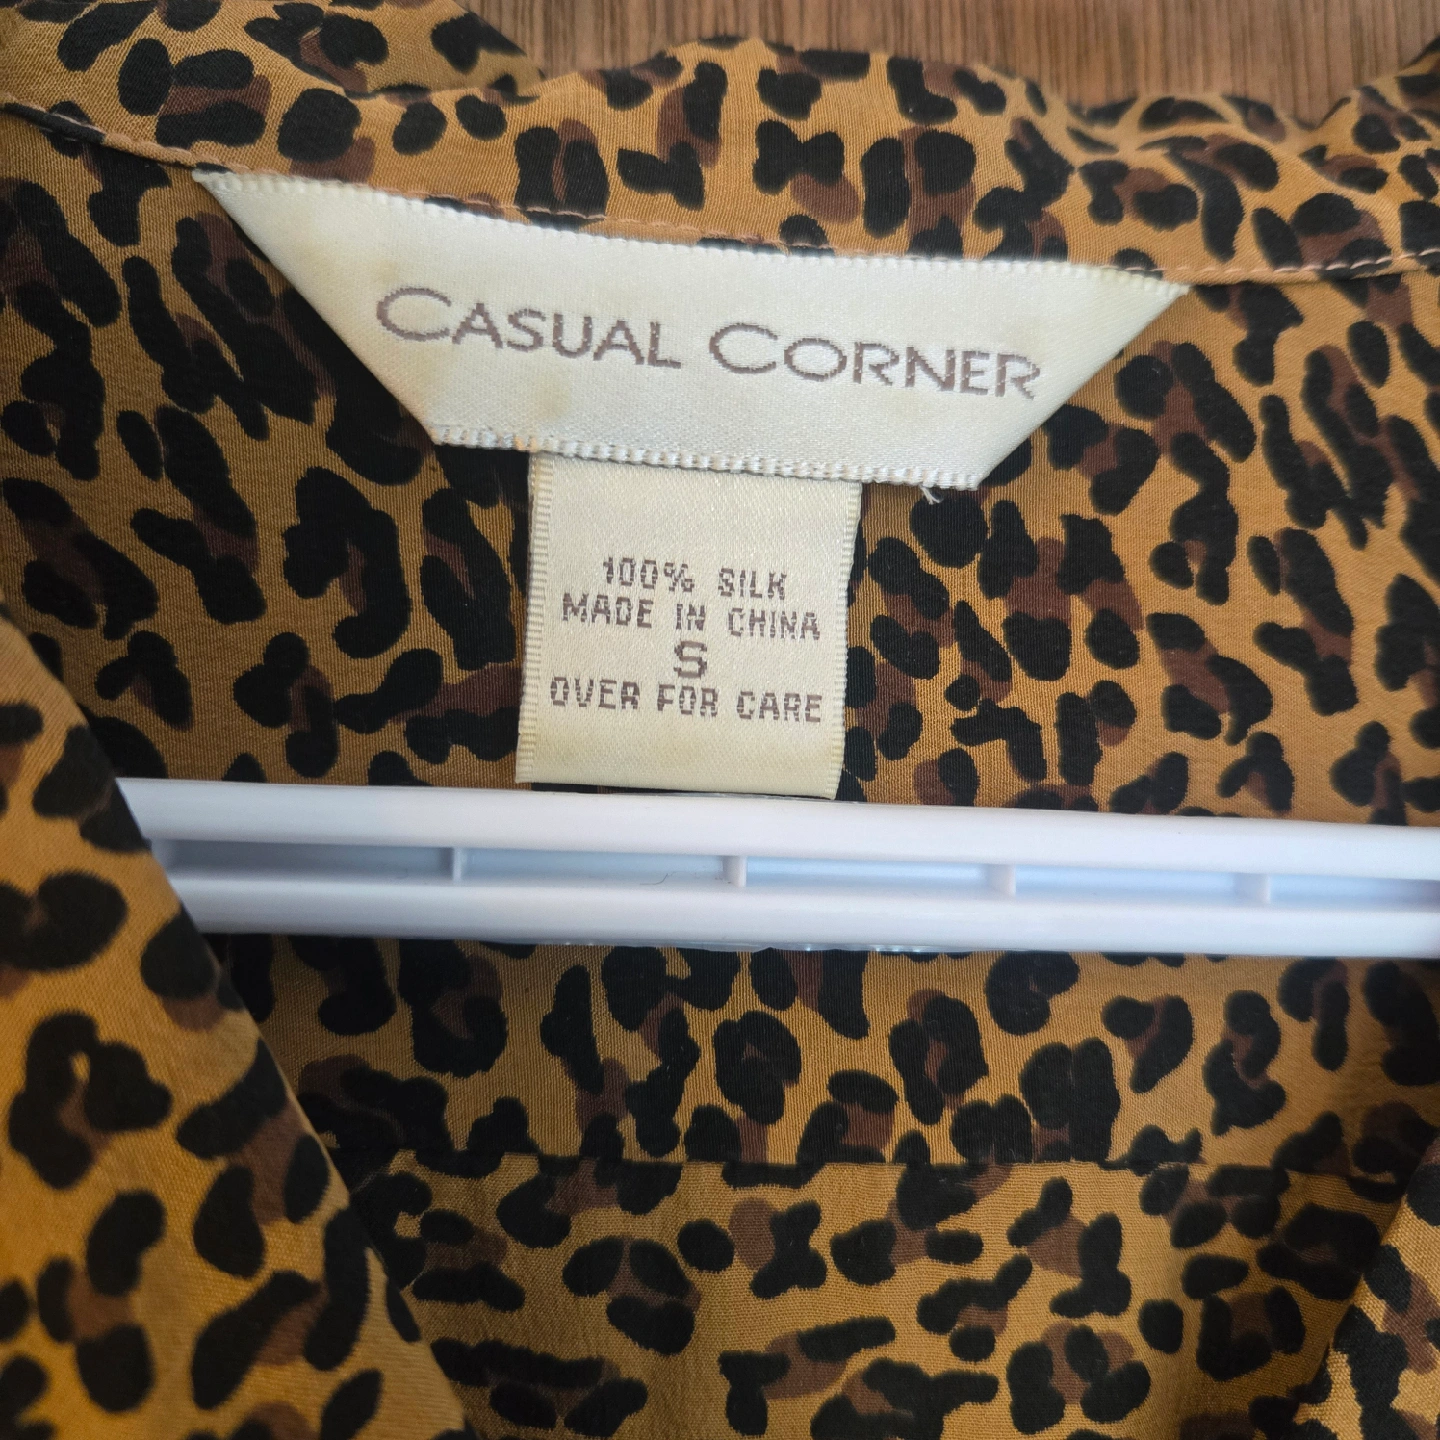 CASUAL CORNER
100% SILK
MADE IN CHINA
S
OVER FOR CARE